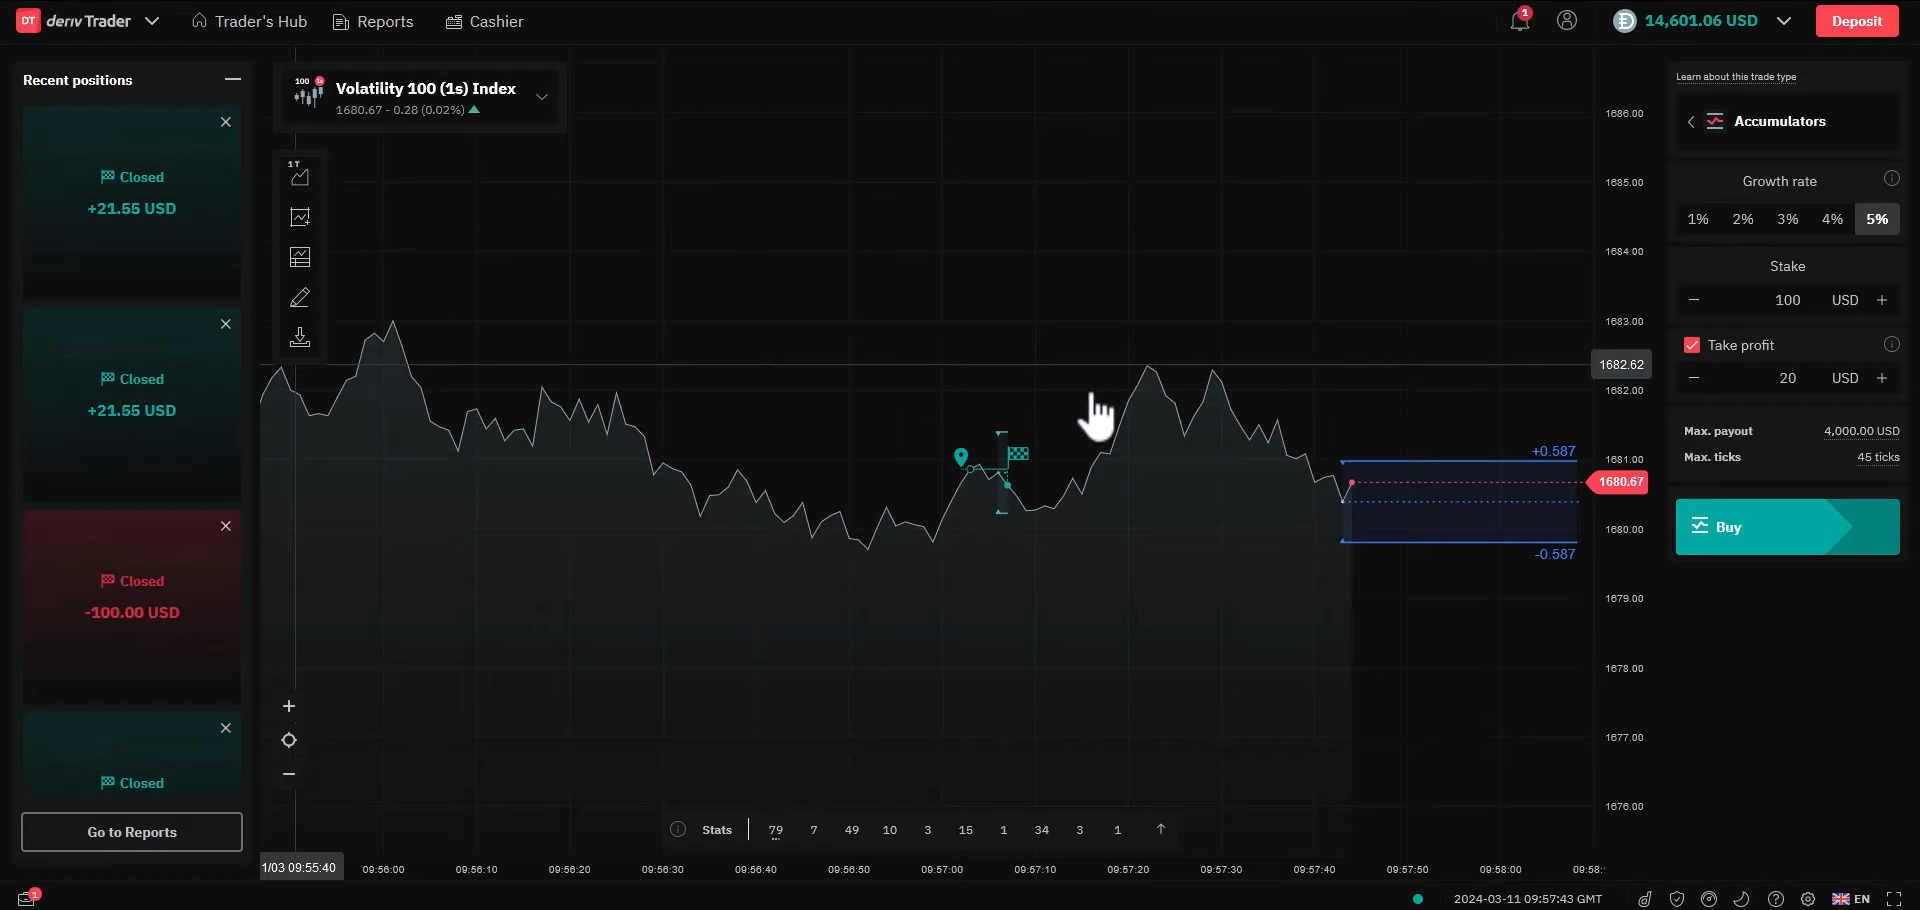 DT deriv Trader
Trader's Hub
Reports
Cashier
1
14,601.06 USD
Deposit
Recent positions
Closed
+21.55 USD
Closed
+21.55 USD
Closed
-100.00 USD
Closed
Go to Reports
100 1s
Volatility 100 (1s) Index
1680.67 - 0.28 (0.02%)
1T
1686.00
1685.00
1684.00
1683.00
1682.62
1682.00
1681.00
1680.67
1680.00
1679.00
1678.00
1677.00
1676.00
+0.587
-0.587
Stats 79 7 49 10 3 15 1 34 3 1
1/03 09:55:40 09:56:00 09:56:10 09:56:20 09:56:30 09:56:40 09:56:50 09:57:00 09:57:10 09:57:20 09:57:30 09:57:40 09:57:50 09:58:00 09:58:
Learn about this trade type
Accumulators
Growth rate
1% 2% 3% 4% 5%
Stake
100 USD
Take profit
20 USD
Max. payout 4,000.00 USD
Max. ticks 45 ticks
Buy
1
2024-03-11 09:57:43 GMT
EN